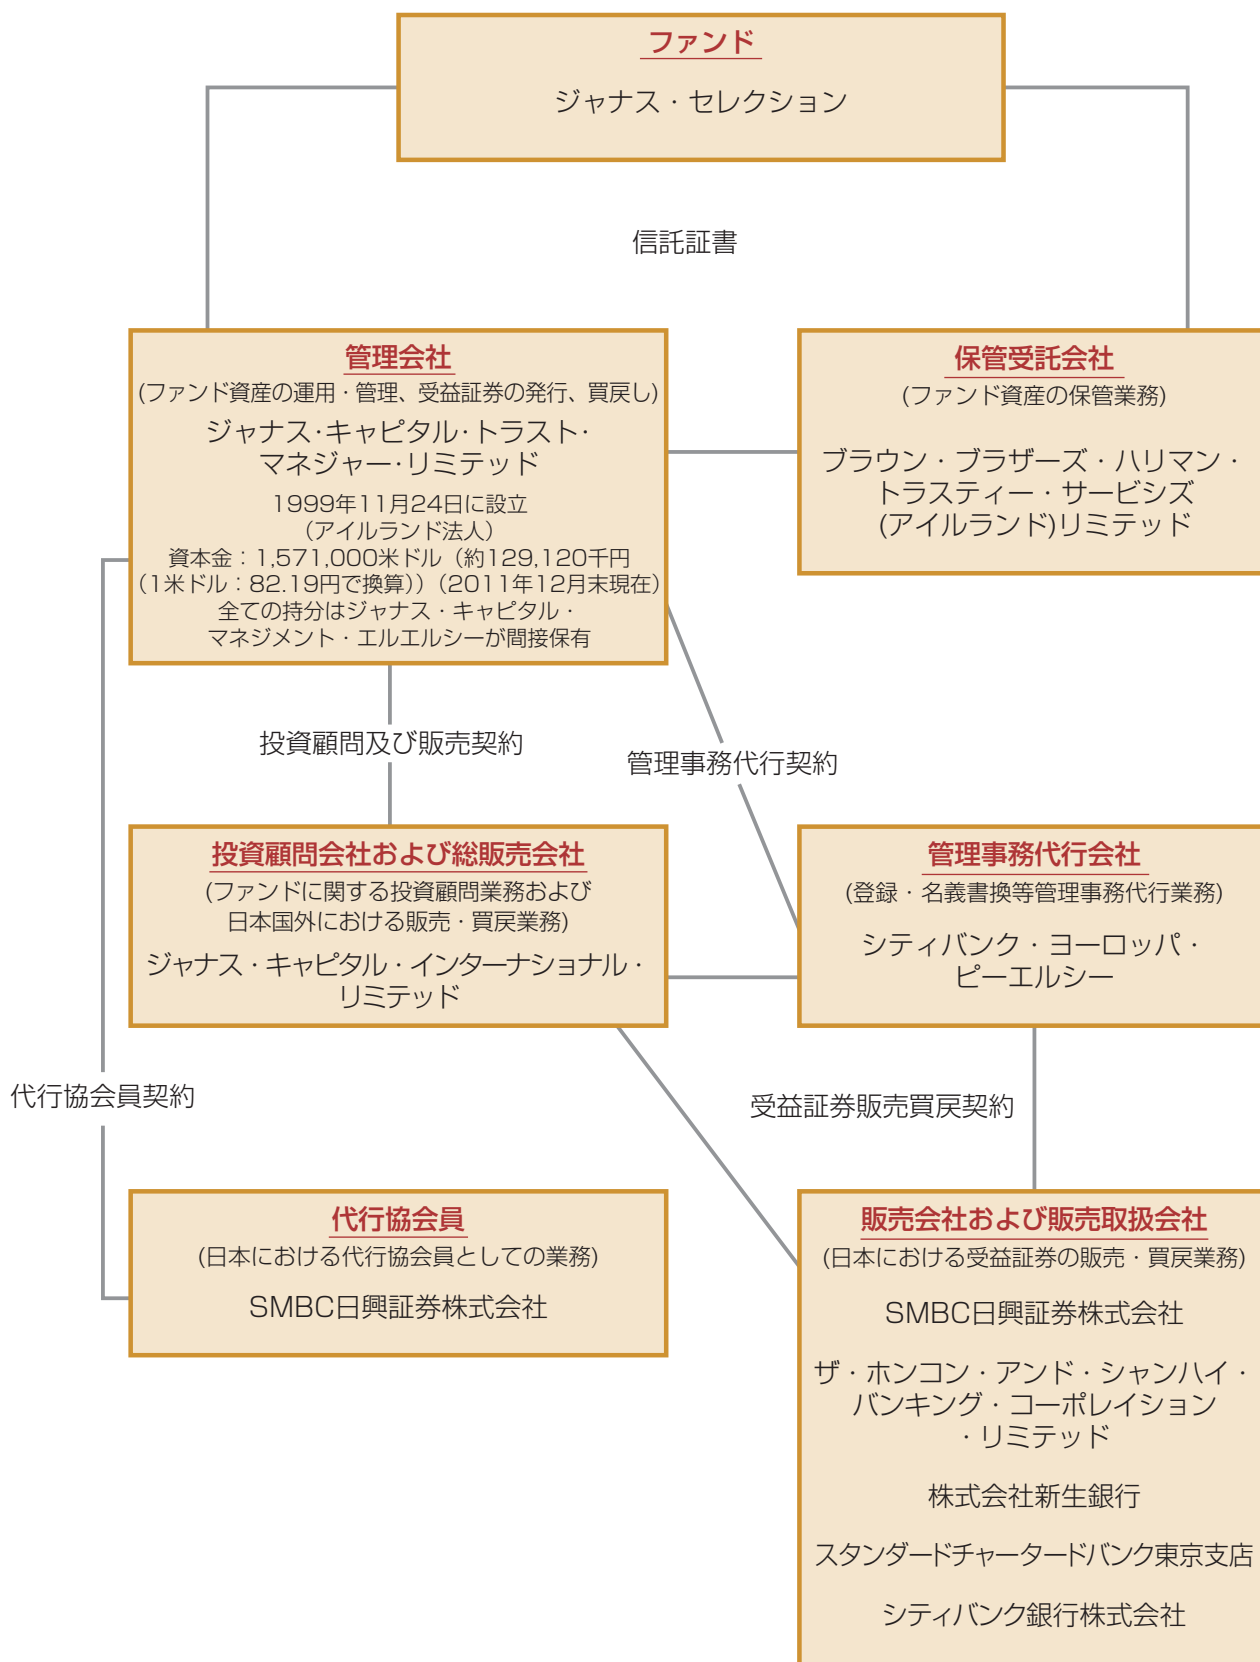 ファンド
ジャナス・セレクション
信託証書
管理会社
(ファンド資産の運用・管理、受益証券の発行、買戻し)
ジャナス・キャピタル・トラスト・
マネジャー・リミテッド
1999年11月24日に設立
（アイルランド法人）
資本金：1,571,000米ドル（約129,120千円
（1米ドル：82.19円で換算））（2011年12月末現在）
全ての持分はジャナス・キャピタル・
マネジメント・エルエルシーが間接保有
保管受託会社
(ファンド資産の保管業務)
ブラウン・ブラザーズ・ハリマン・
トラスティー・サービシズ
(アイルランド)リミテッド
投資顧問及び販売契約
管理事務代行契約
投資顧問会社および総販売会社
(ファンドに関する投資顧問業務および
日本国外における販売・買戻業務)
ジャナス・キャピタル・インターナショナル・
リミテッド
管理事務代行会社
(登録・名義書換等管理事務代行業務)
シティバンク・ヨーロッパ・
ピーエルシー
代行協会員契約
受益証券販売買戻契約
代行協会員
(日本における代行協会員としての業務)
SMBC日興証券株式会社
販売会社および販売取扱会社
(日本における受益証券の販売・買戻業務)
SMBC日興証券株式会社
ザ・ホンコン・アンド・シャンハイ・
バンキング・コーポレイション
・リミテッド
株式会社新生銀行
スタンダードチャータードバンク東京支店
シティバンク銀行株式会社